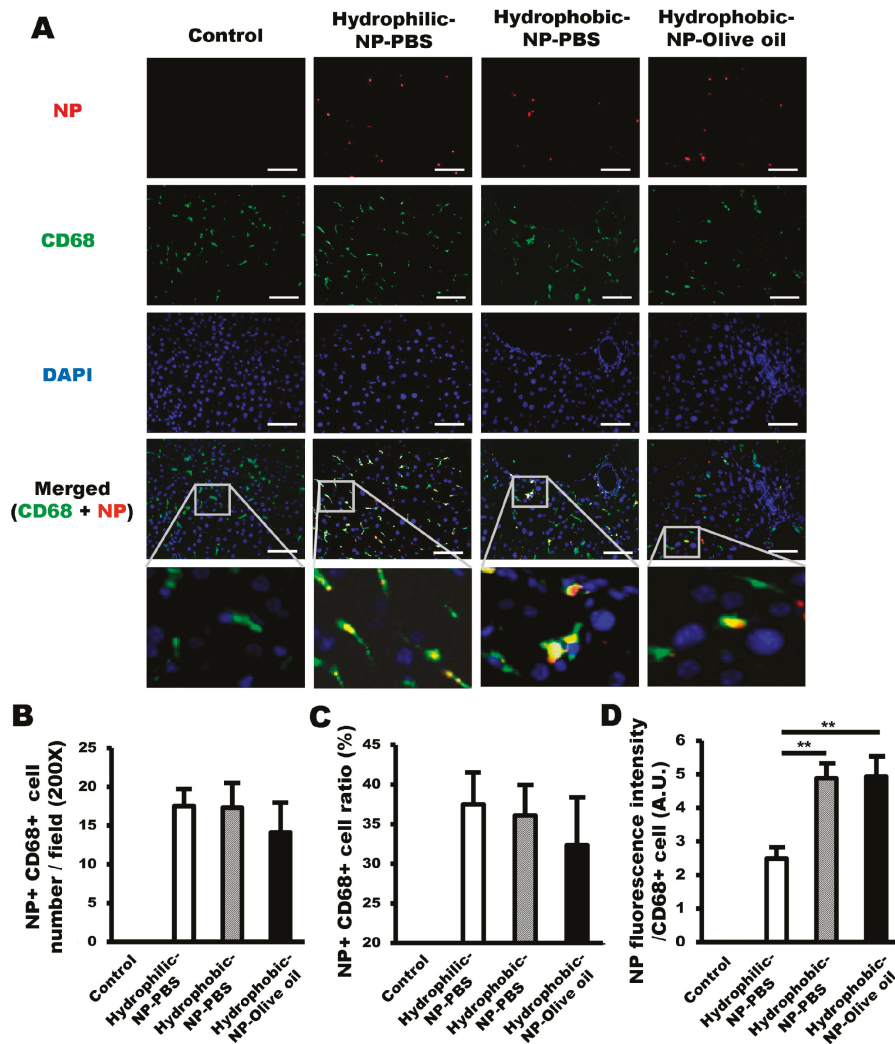 A
Control
Hydrophilic-
NP-PBS
Hydrophobic-
NP-PBS
Hydrophobic-
NP-Olive oil
NP
CD68
DAPI
Merged
(CD68 + NP)
B
NP+ CD68+ cell
number / field (200X)
25
20
15
10
5
0
Control
Hydrophilic-
NP-PBS
Hydrophobic-
NP-PBS
Hydrophobic-
NP-Olive oil
C
NP+ CD68+ cell ratio (%)
45
40
35
30
25
20
Control
Hydrophilic-
NP-PBS
Hydrophobic-
NP-PBS
Hydrophobic-
NP-Olive oil
D
NP fluorescence intensity
/CD68+ cell (A.U.)
6
5
4
3
2
1
0
**
**
Control
Hydrophilic-
NP-PBS
Hydrophobic-
NP-PBS
Hydrophobic-
NP-Olive oil